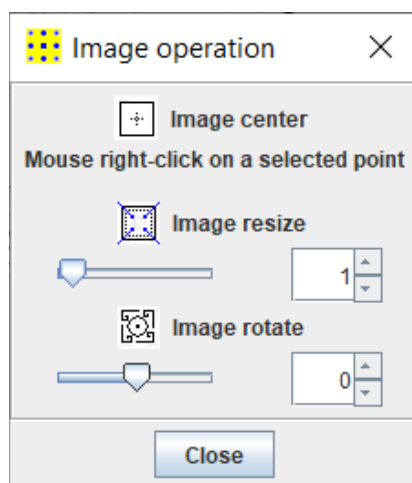 Image operation
Image center
Mouse right-click on a selected point
Image resize
1
Image rotate
0
Close